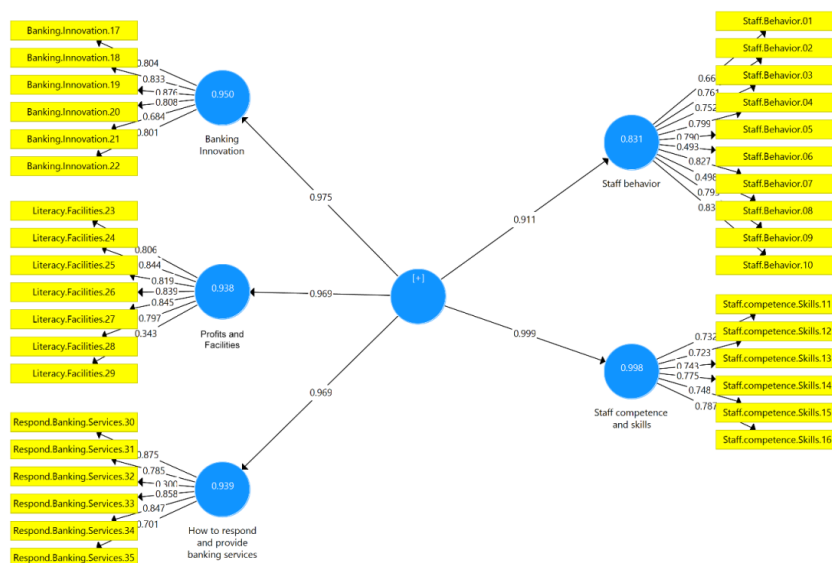 Banking.Innovation.17
Banking.Innovation.18
Banking.Innovation.19
Banking.Innovation.20
Banking.Innovation.21
Banking.Innovation.22
0.804
0.833
0.876
0.808
0.684
0.801
0.950
Banking
Innovation
0.975
Literacy.Facilities.23
Literacy.Facilities.24
Literacy.Facilities.25
Literacy.Facilities.26
Literacy.Facilities.27
Literacy.Facilities.28
Literacy.Facilities.29
0.806
0.844
0.819
0.839
0.845
0.797
0.343
0.938
Profits and
Facilities
0.969
Respond.Banking.Services.30
Respond.Banking.Services.31
Respond.Banking.Services.32
Respond.Banking.Services.33
Respond.Banking.Services.34
Respond.Banking.Services.35
0.875
0.785
0.300
0.858
0.847
0.701
0.939
How to respond
and provide
banking services
0.969
[+]
0.911
0.831
Staff behavior
0.66
0.761
0.752
0.799
0.790
0.493
0.827
0.498
0.79
0.83
Staff.Behavior.01
Staff.Behavior.02
Staff.Behavior.03
Staff.Behavior.04
Staff.Behavior.05
Staff.Behavior.06
Staff.Behavior.07
Staff.Behavior.08
Staff.Behavior.09
Staff.Behavior.10
0.999
0.998
Staff competence
and skills
0.732
0.723
0.743
0.775
0.748
0.787
Staff.competence.Skills.11
Staff.competence.Skills.12
Staff.competence.Skills.13
Staff.competence.Skills.14
Staff.competence.Skills.15
Staff.competence.Skills.16